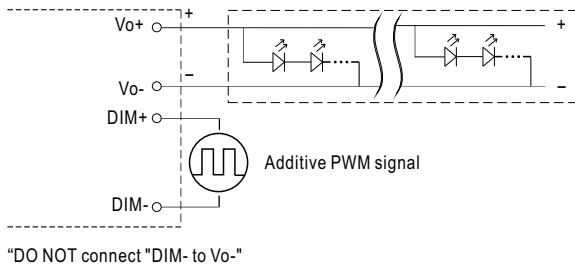 Vo+
+
+
Vo-
–
–
DIM+
Additive PWM signal
DIM-
“DO NOT connect "DIM- to Vo-"